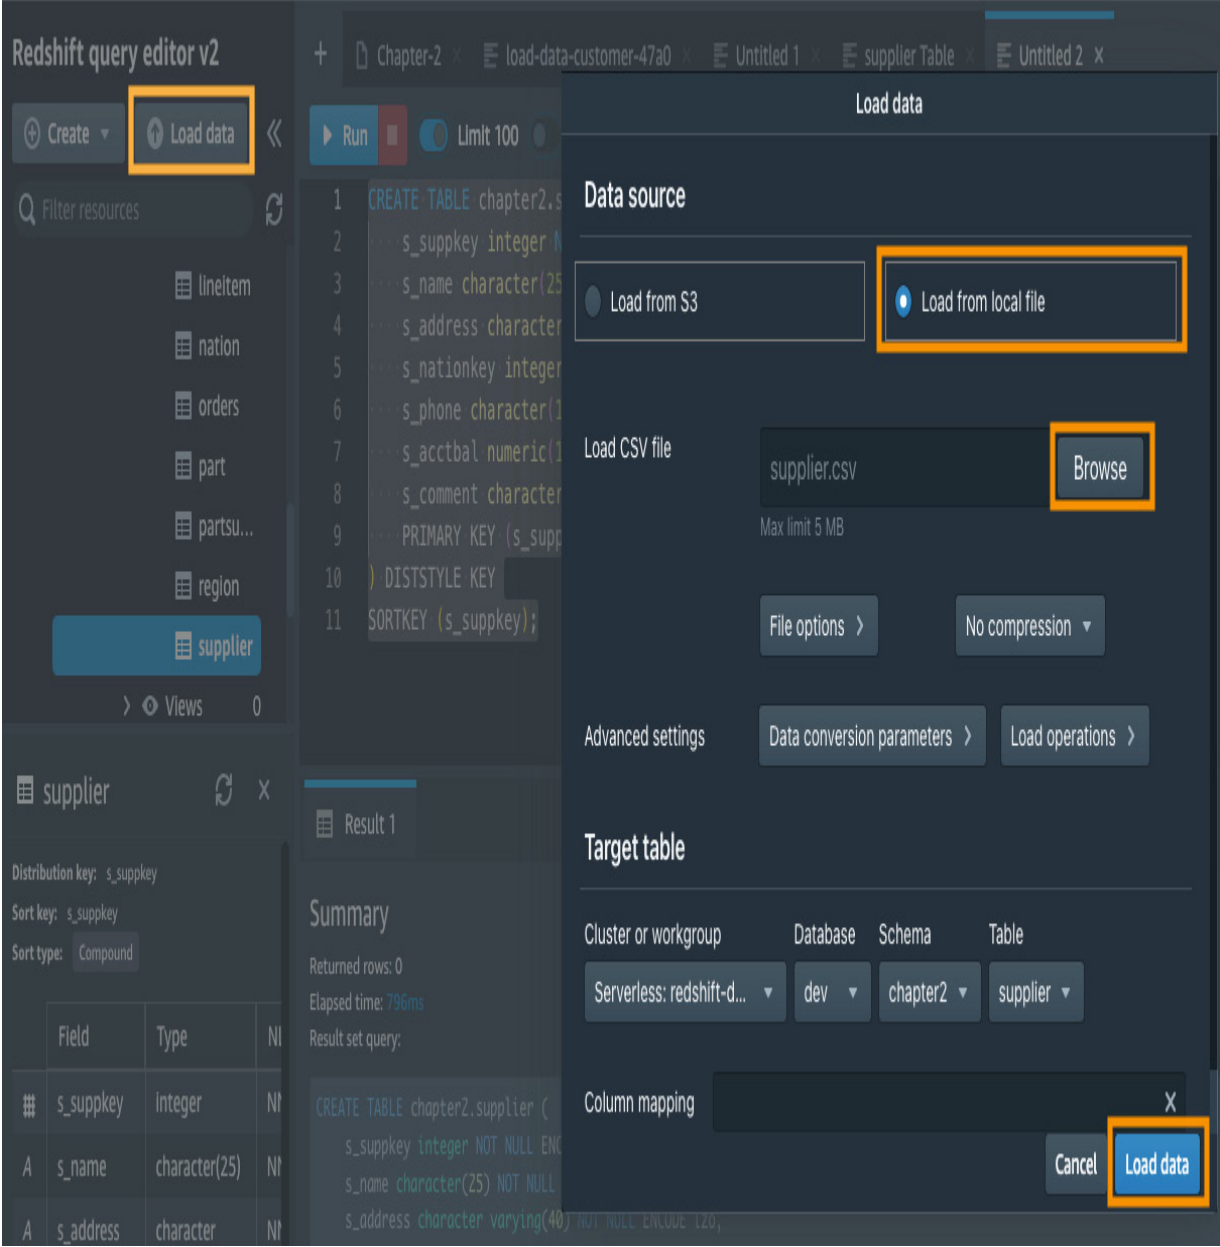 Redshift query editor v2
+ Chapter-2 × load-data-customer-47a0 × Untitled 1 × supplier Table × Untitled 2 ×
Create Load data
Run Limit 100
Filter resources
lineitem
nation
orders
part
partsu...
region
supplier
Views 0
1 CREATE TABLE chapter2.s
2 s_suppkey integer N
3 s_name character(25
4 s_address character
5 s_nationkey integer
6 s_phone character(1
7 s_acctbal numeric(1
8 s_comment character
9 PRIMARY KEY (s_supp
10 ) DISTSTYLE KEY
11 SORTKEY (s_suppkey);
supplier ×
Distribution key: s_suppkey
Sort key: s_suppkey
Sort type: Compound
Field Type
s_suppkey integer
A s_name character(25)
A s_address character
Result 1
Summary
Returned rows: 0
Elapsed time: 796ms
Result set query:
CREATE TABLE chapter2.supplier (
s_suppkey integer NOT NULL ENC
s_name character(25) NOT NULL
s_address character varying(40) NOT NULL ENCODE lzo,
Load data
Data source
Load from S3
Load from local file
Load CSV file
supplier.csv
Browse
Max limit 5 MB
File options >
No compression
Advanced settings
Data conversion parameters >
Load operations >
Target table
Cluster or workgroup Database Schema Table
Serverless: redshift-d... dev chapter2 supplier
Column mapping X
Cancel Load data